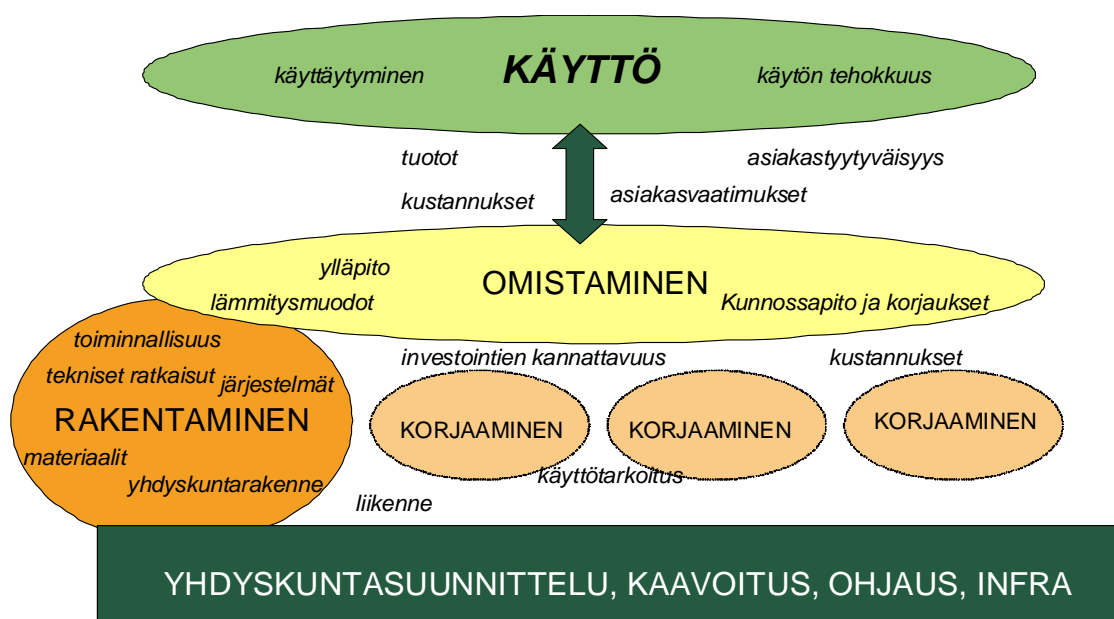 käyttäytyminen
KÄYTTÖ
käytön tehokkuus
tuotot
asiakastyytyväisyys
kustannukset
asiakasvaatimukset
ylläpito
OMISTAMINEN
lämmitysmuodot
Kunnossapito ja korjaukset
toiminnallisuus
investointien kannattavuus
kustannukset
tekniset ratkaisut
järjestelmät
RAKENTAMINEN
KORJAAMINEN
KORJAAMINEN
KORJAAMINEN
materiaalit
yhdyskuntarakenne
käyttötarkoitus
liikenne
YHDYSKUNTASUUNNITTELU, KAAVOITUS, OHJAUS, INFRA